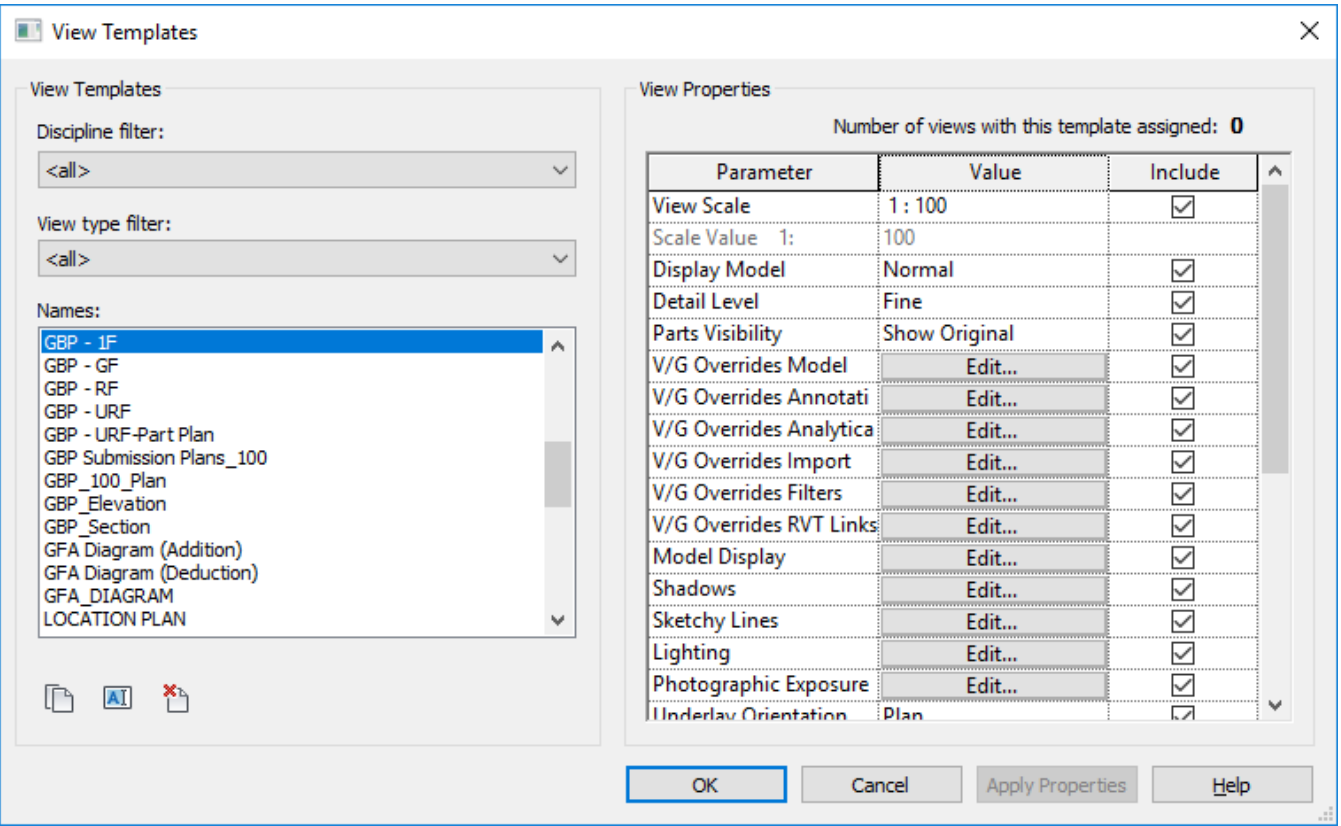 View Templates
View Templates
Discipline filter:
<all>
View type filter:
<all>
Names:
GBP - 1F
GBP - GF
GBP - RF
GBP - URF
GBP - URF-Part Plan
GBP Submission Plans_100
GBP_100_Plan
GBP_Elevation
GBP_Section
GFA Diagram (Addition)
GFA Diagram (Deduction)
GFA_DIAGRAM
LOCATION PLAN
AI
View Properties
Number of views with this template assigned: 0
Parameter Value Include
View Scale 1 : 100
Scale Value 1: 100
Display Model Normal
Detail Level Fine
Parts Visibility Show Original
V/G Overrides Model Edit...
V/G Overrides Annotati Edit...
V/G Overrides Analytica Edit...
V/G Overrides Import Edit...
V/G Overrides Filters Edit...
V/G Overrides RVT Links Edit...
Model Display Edit...
Shadows Edit...
Sketchy Lines Edit...
Lighting Edit...
Photographic Exposure Edit...
Underlay Orientation Plan
OK Cancel Apply Properties Help